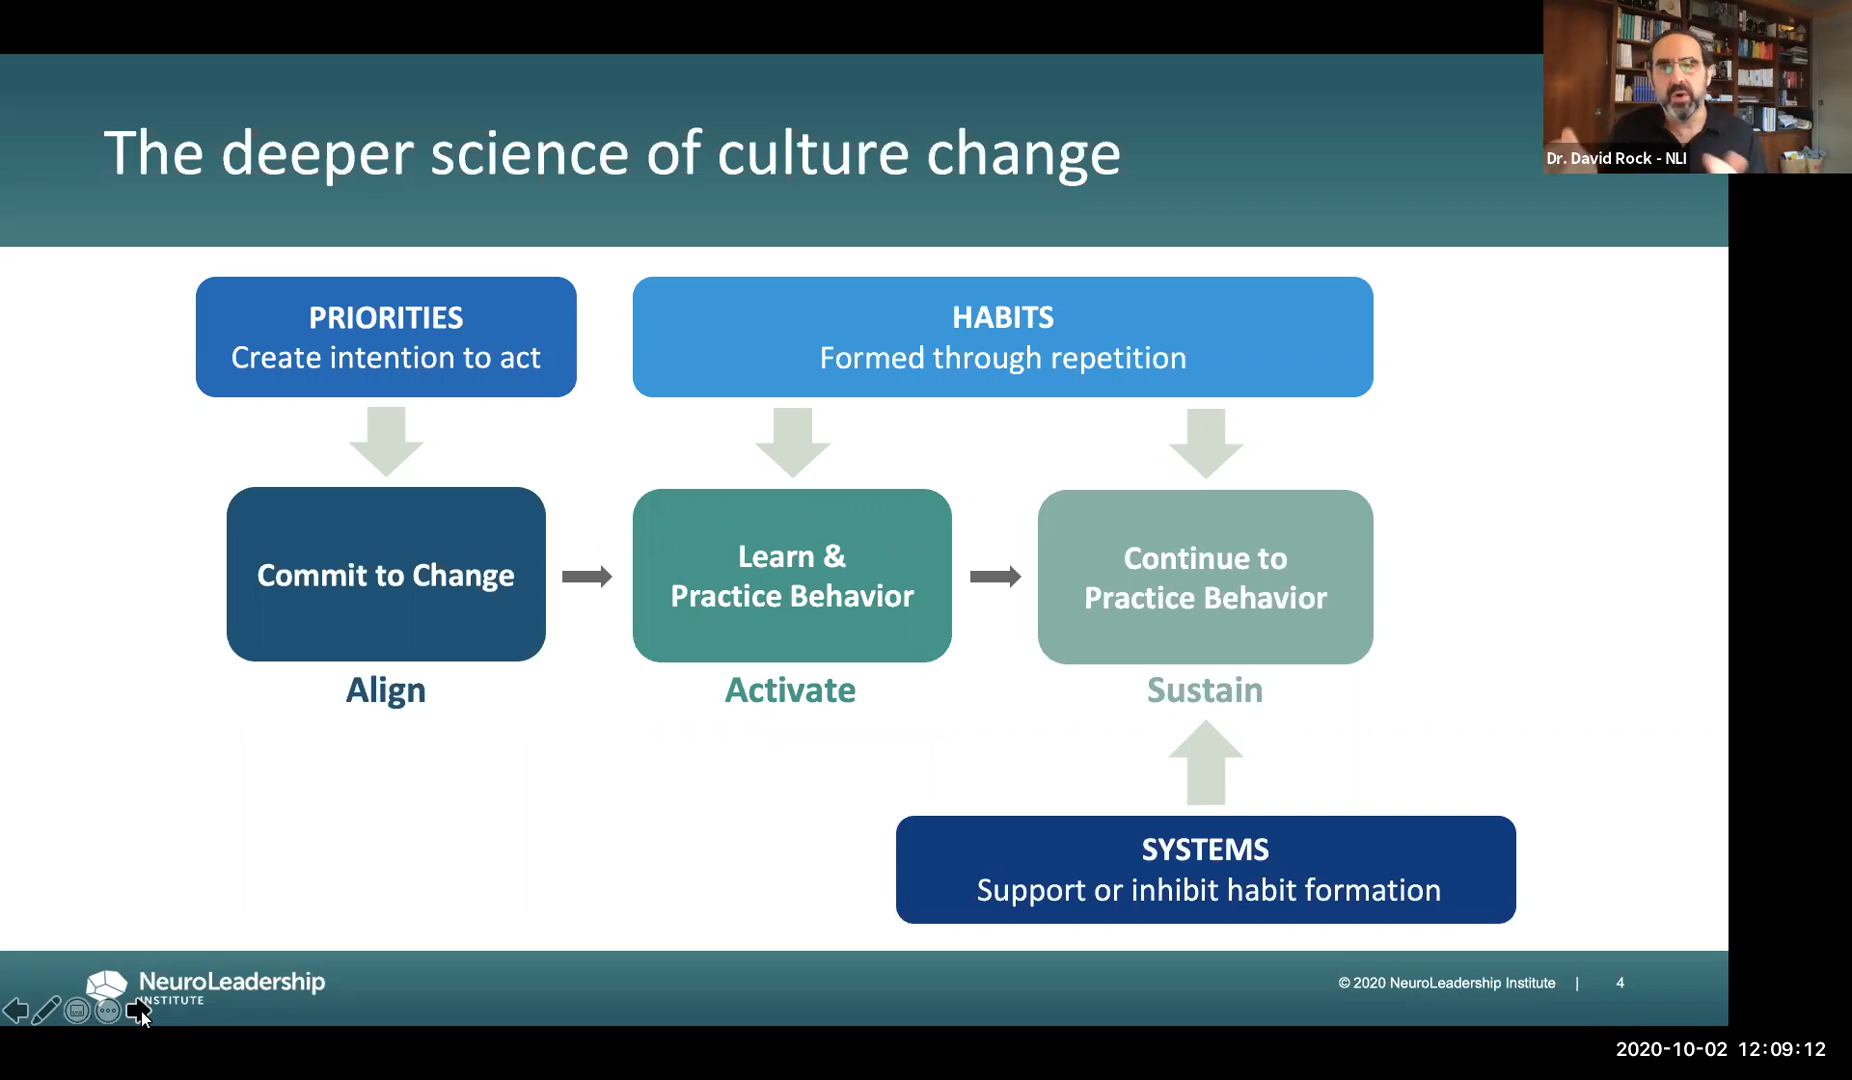 The deeper science of culture change
Dr. David Rock - NLI
PRIORITIES
Create intention to act
HABITS
Formed through repetition
Commit to Change
Learn &
Practice Behavior
Continue to
Practice Behavior
Align
Activate
Sustain
SYSTEMS
Support or inhibit habit formation
NeuroLeadership
INSTITUTE
© 2020 NeuroLeadership Institute | 4
2020-10-02 12:09:12